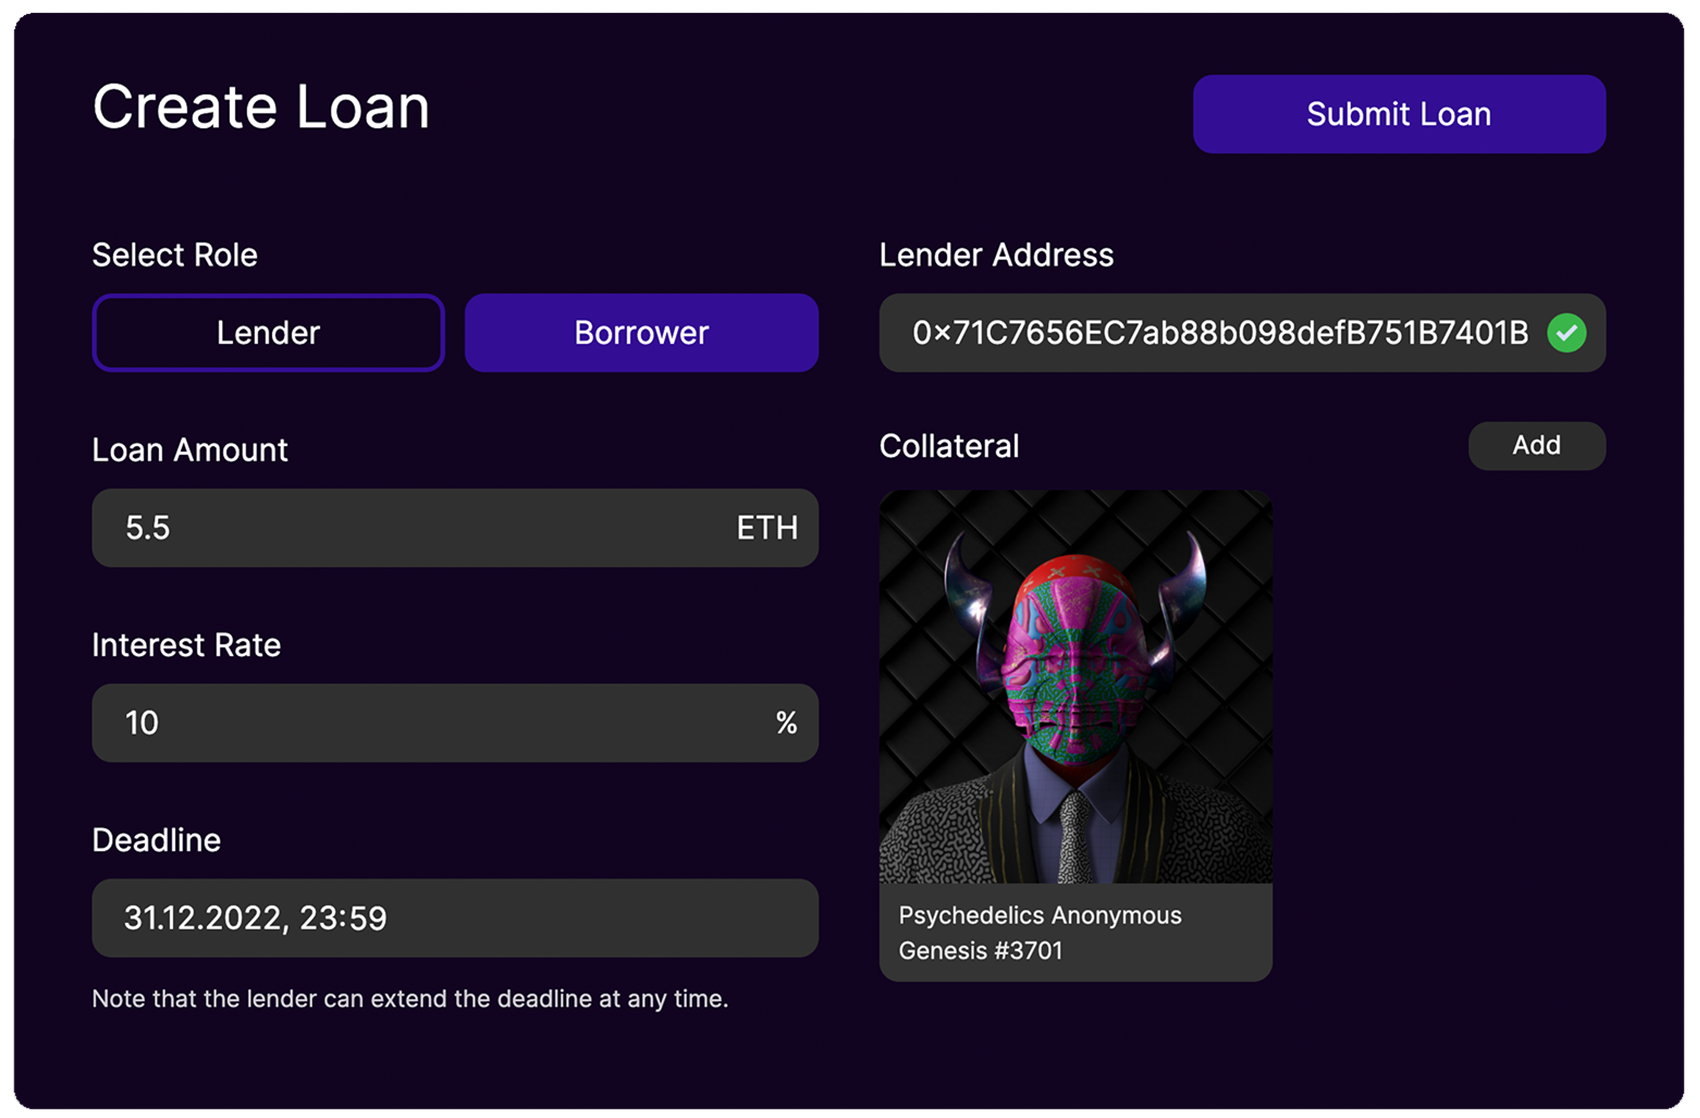 Create Loan
Submit Loan
Select Role
Lender
Borrower
Loan Amount
5.5 ETH
Interest Rate
10 %
Deadline
31.12.2022, 23:59
Note that the lender can extend the deadline at any time.
Lender Address
0×71C7656EC7ab88b098defB751B7401B
Collateral
Add
Psychedelics Anonymous
Genesis #3701